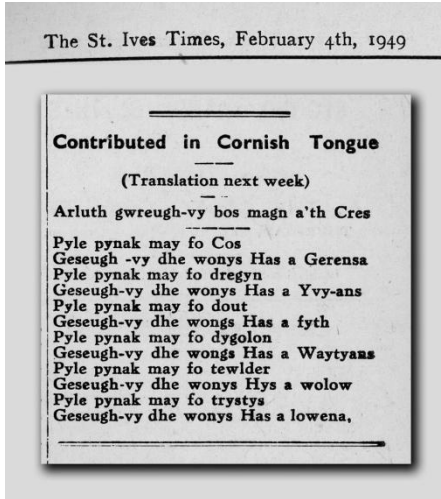 The St. Ives Times, February 4th, 1949
Contributed in Cornish Tongue
(Translation next week)
Arluth gwreugh-vy bos magn a'th Cres
Pyle pynak may fo Cos
Geseugh -vy dhe wonys Has a Gerensa
Pyle pynak may fo dregyn
Geseugh-vy dhe wonys Has a Yvy-ans
Pyle pynak may fo dout
Geseugh-vy dhe wongs Has a fyth
Pyle pynak may fo dygolon
Geseugh-vy dhe wongs Has a Waytyans
Pyle pynak may fo tewlder
Geseugh-vy dhe wonys Hys a wolow
Pyle pynak may fo trystys
Geseugh-vy dhe wonys Has a lowena,